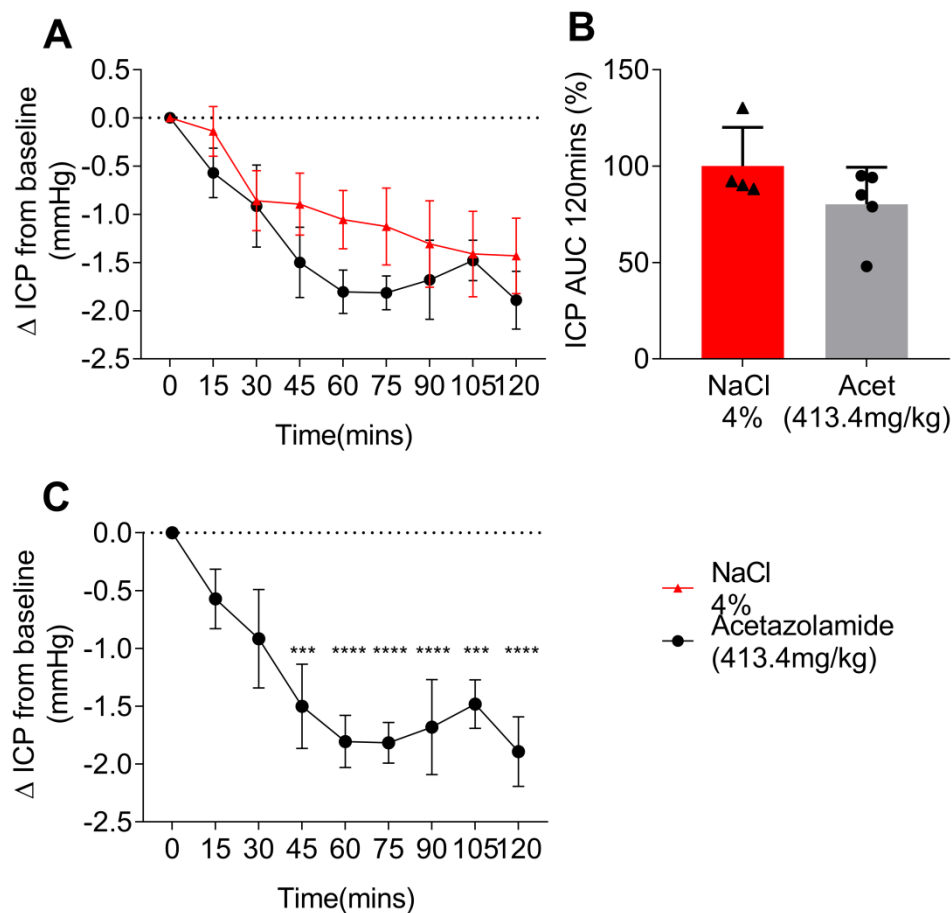 A
0.5
0.0
-0.5
-1.0
-1.5
-2.0
-2.5
Δ ICP from baseline
(mmHg)
0 15 30 45 60 75 90 105 120
Time(mins)
B
150
100
50
0
ICP AUC 120mins (%)
NaCl
4%
Acet
(413.4mg/kg)
C
0.0
-0.5
-1.0
-1.5
-2.0
-2.5
Δ ICP from baseline
(mmHg)
*** **** **** **** *** ****
0 15 30 45 60 75 90 105 120
Time(mins)
NaCl
4%
Acetazolamide
(413.4mg/kg)